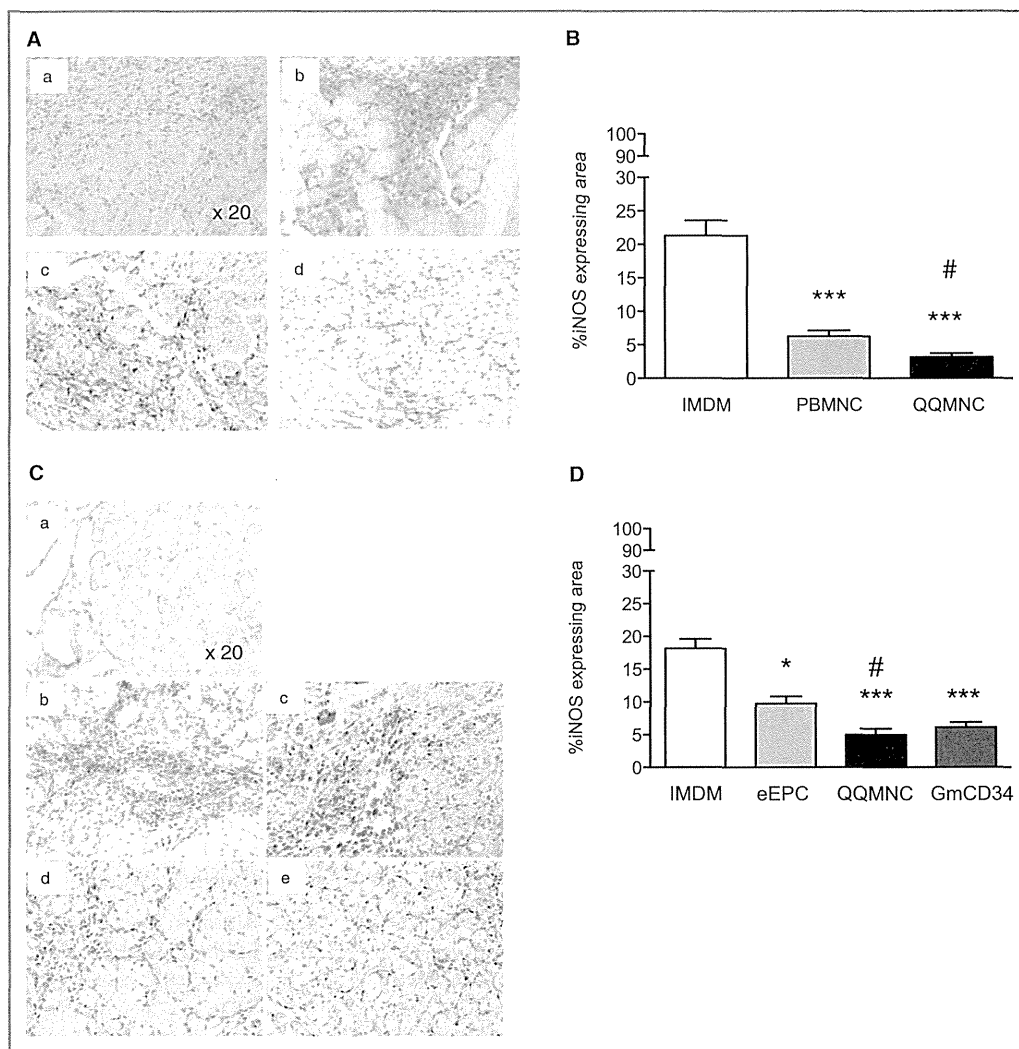 A
a
b
x 20
c
d
B
%iNOS expressing area
100
90
30
25
20
15
10
5
0
***
#
***
IMDM
PBMNC
QQMNC
C
a
x 20
b
c
d
e
D
%iNOS expressing area
100
90
30
25
20
15
10
5
0
*
#
***
***
IMDM
eEPC
QQMNC
GmCD34